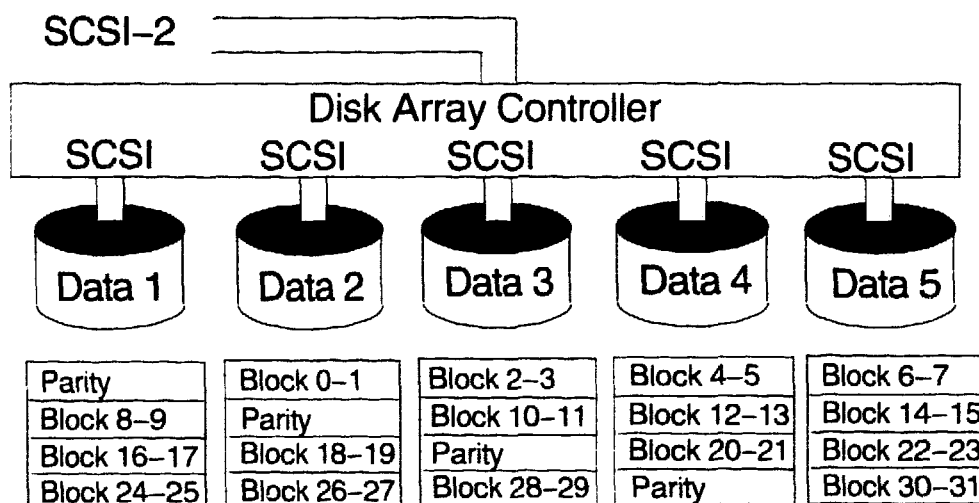 SCSI–2
Disk Array Controller
SCSI SCSI SCSI SCSI SCSI
Data 1 Data 2 Data 3 Data 4 Data 5
Parity Block 0–1 Block 2–3 Block 4–5 Block 6–7
Block 8–9 Parity Block 10–11 Block 12–13 Block 14–15
Block 16–17 Block 18–19 Parity Block 20–21 Block 22–23
Block 24–25 Block 26–27 Block 28–29 Parity Block 30–31